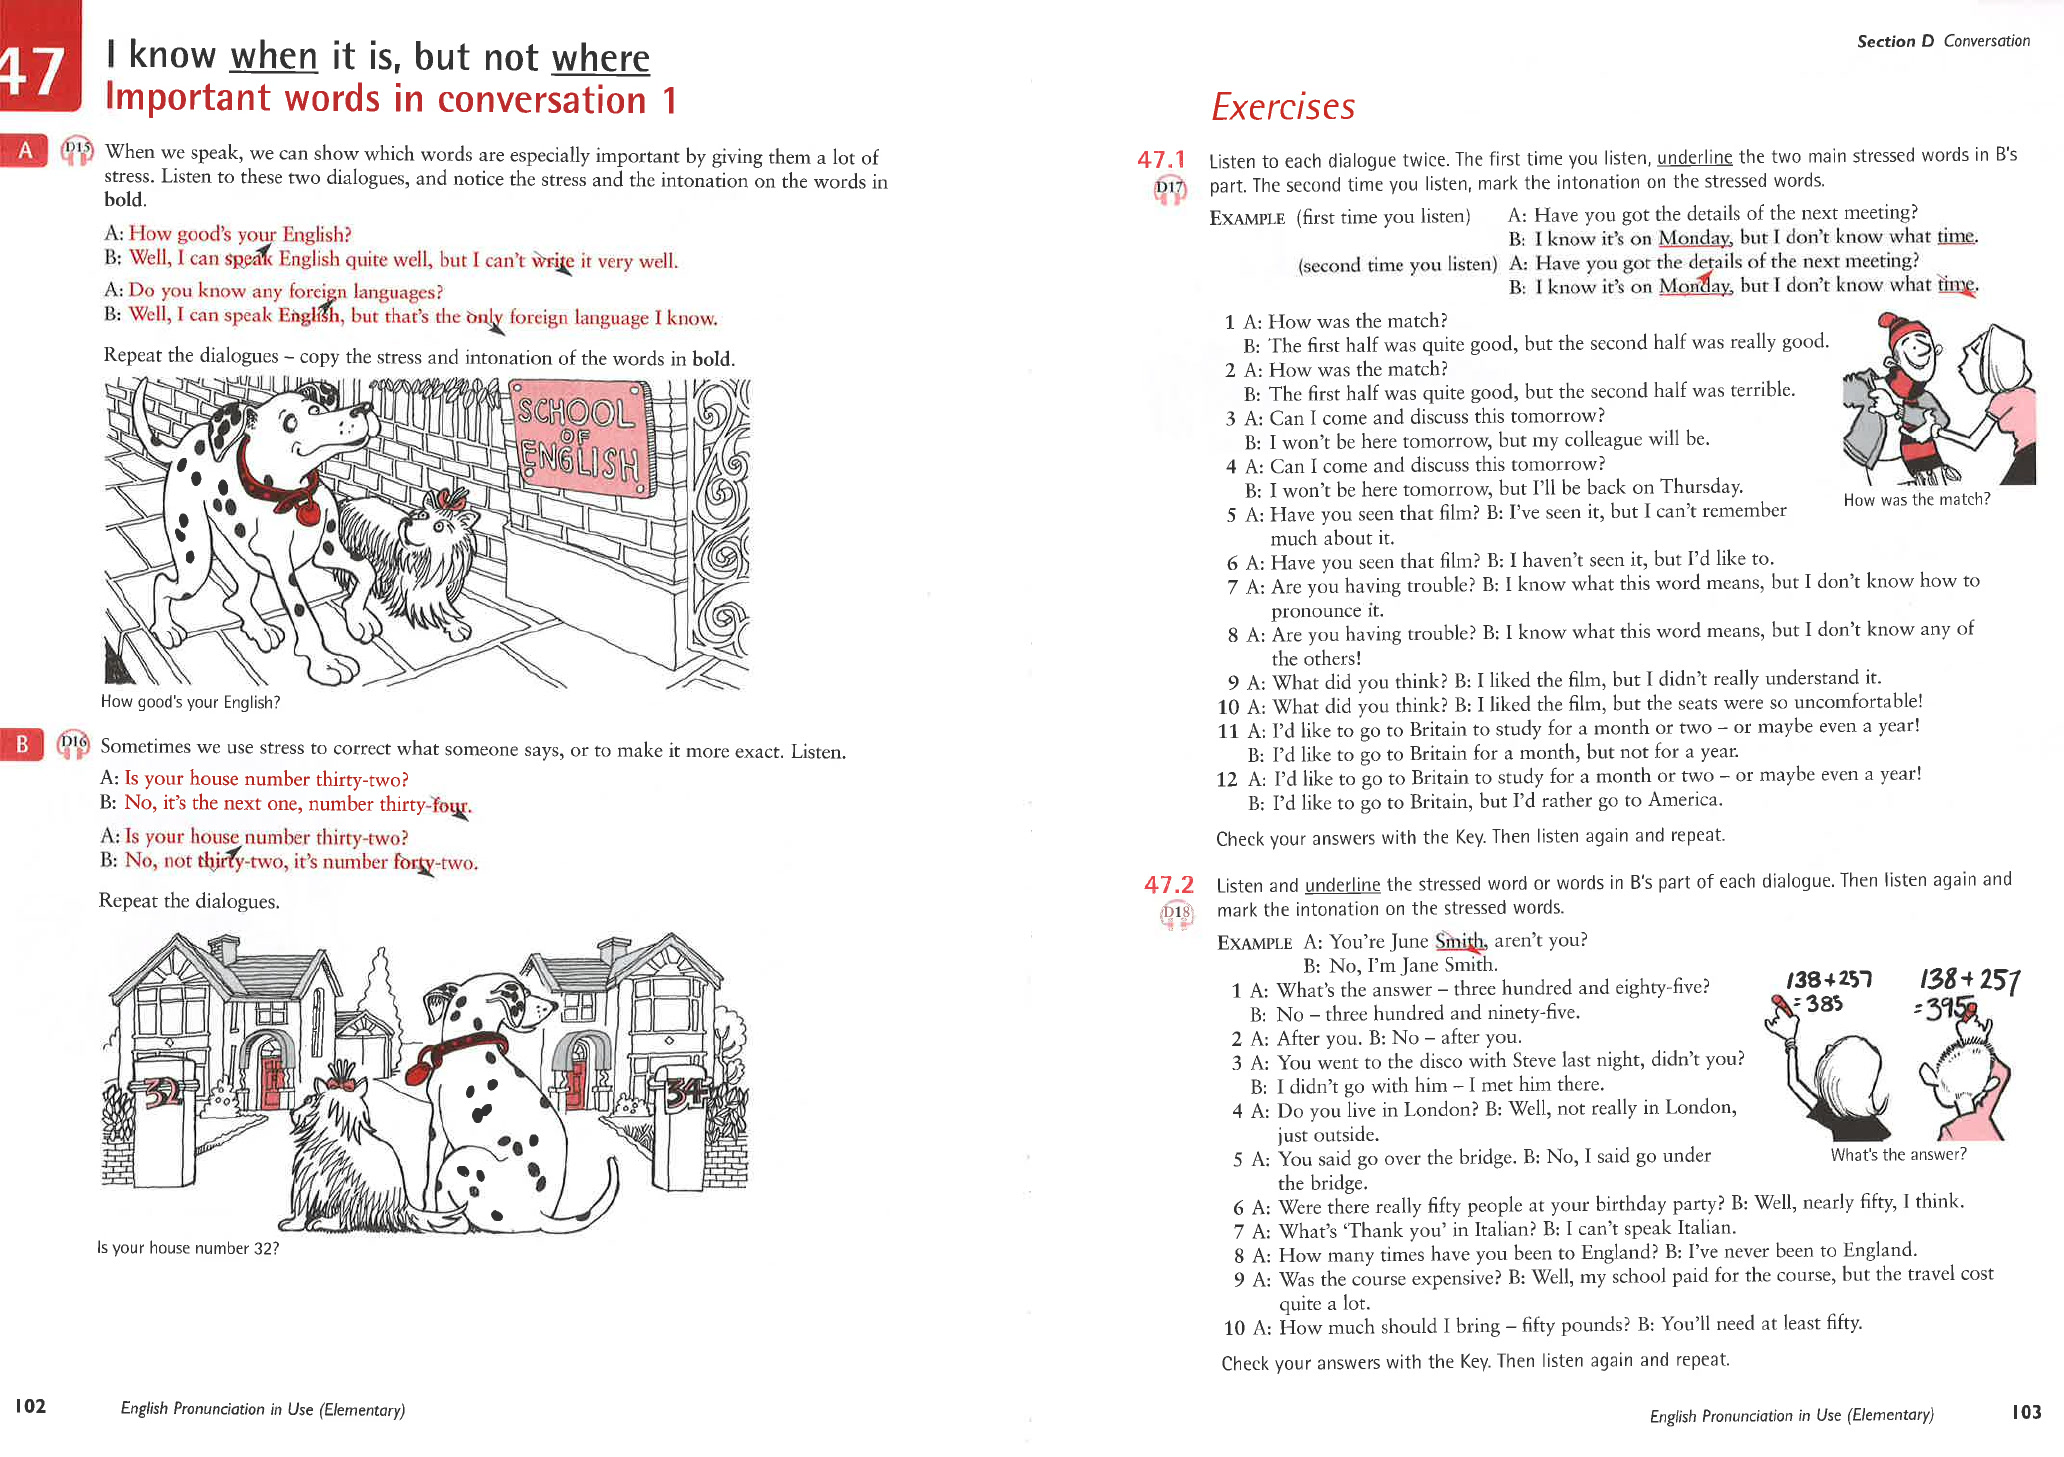 47
I know when it is, but not where
Important words in conversation 1
A
D15
When we speak, we can show which words are especially important by giving them a lot of
stress. Listen to these two dialogues, and notice the stress and the intonation on the words in
bold.
A: How good's your English?
B: Well, I can speak English quite well, but I can't write it very well.
A: Do you know any foreign languages?
B: Well, I can speak English, but that's the only foreign language I know.
Repeat the dialogues – copy the stress and intonation of the words in bold.
SCHOOL
OF
ENGLISH
How good's your English?
B
D16
Sometimes we use stress to correct what someone says, or to make it more exact. Listen.
A: Is your house number thirty-two?
B: No, it's the next one, number thirty-four.
A: Is your house number thirty-two?
B: No, not thirty-two, it's number forty-two.
Repeat the dialogues.
32
34
Is your house number 32?
102
English Pronunciation in Use (Elementary)
Section D Conversation
Exercises
47.1
D17
Listen to each dialogue twice. The first time you listen, underline the two main stressed words in B's
part. The second time you listen, mark the intonation on the stressed words.
EXAMPLE (first time you listen) A: Have you got the details of the next meeting?
B: I know it's on Monday, but I don't know what time.
(second time you listen) A: Have you got the details of the next meeting?
B: I know it's on Monday, but I don't know what time.
1 A: How was the match?
B: The first half was quite good, but the second half was really good.
2 A: How was the match?
B: The first half was quite good, but the second half was terrible.
3 A: Can I come and discuss this tomorrow?
B: I won't be here tomorrow, but my colleague will be.
4 A: Can I come and discuss this tomorrow?
B: I won't be here tomorrow, but I'll be back on Thursday.
5 A: Have you seen that film? B: I've seen it, but I can't remember
much about it.
6 A: Have you seen that film? B: I haven't seen it, but I'd like to.
7 A: Are you having trouble? B: I know what this word means, but I don't know how to
pronounce it.
8 A: Are you having trouble? B: I know what this word means, but I don't know any of
the others!
9 A: What did you think? B: I liked the film, but I didn't really understand it.
10 A: What did you think? B: I liked the film, but the seats were so uncomfortable!
11 A: I'd like to go to Britain to study for a month or two – or maybe even a year!
B: I'd like to go to Britain for a month, but not for a year.
12 A: I'd like to go to Britain to study for a month or two – or maybe even a year!
B: I'd like to go to Britain, but I'd rather go to America.
How was the match?
Check your answers with the Key. Then listen again and repeat.
47.2
D18
Listen and underline the stressed word or words in B's part of each dialogue. Then listen again and
mark the intonation on the stressed words.
EXAMPLE A: You're June Smith, aren't you?
B: No, I'm Jane Smith.
1 A: What's the answer – three hundred and eighty-five?
B: No – three hundred and ninety-five.
2 A: After you. B: No – after you.
3 A: You went to the disco with Steve last night, didn't you?
B: I didn't go with him – I met him there.
4 A: Do you live in London? B: Well, not really in London,
just outside.
5 A: You said go over the bridge. B: No, I said go under
the bridge.
6 A: Were there really fifty people at your birthday party? B: Well, nearly fifty, I think.
7 A: What's 'Thank you' in Italian? B: I can't speak Italian.
8 A: How many times have you been to England? B: I've never been to England.
9 A: Was the course expensive? B: Well, my school paid for the course, but the travel cost
quite a lot.
10 A: How much should I bring – fifty pounds? B: You'll need at least fifty.
138+257
=385
138+257
=395
What's the answer?
Check your answers with the Key. Then listen again and repeat.
English Pronunciation in Use (Elementary)
103